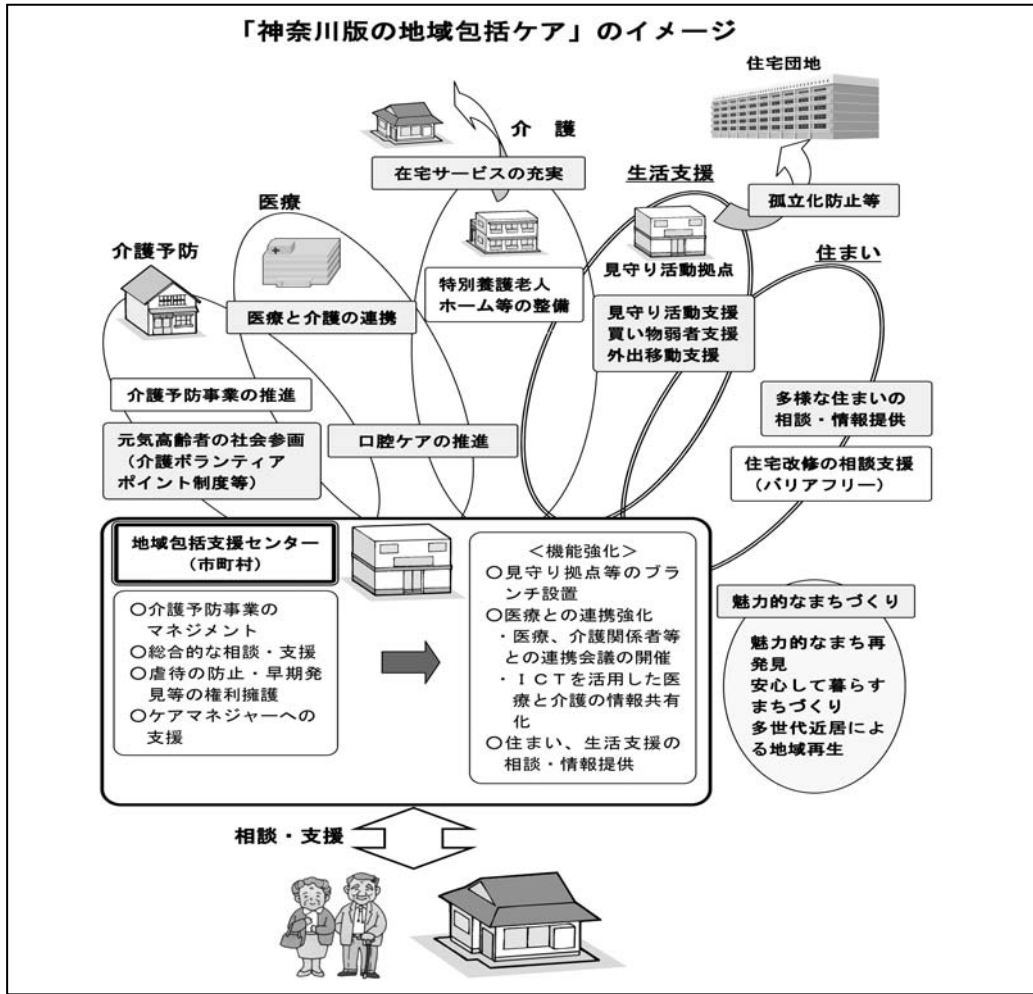 「神奈川版の地域包括ケア」のイメージ
住宅団地
介　護
在宅サービスの充実
生活支援
孤立化防止等
医療
介護予防
住まい
見守り活動拠点
特別養護老人
ホーム等の整備
医療と介護の連携
見守り活動支援
買い物弱者支援
外出移動支援
介護予防事業の推進
多様な住まいの
相談・情報提供
元気高齢者の社会参画
（介護ボランティア
ポイント制度等）
口腔ケアの推進
住宅改修の相談支援
（バリアフリー）
地域包括支援センター
（市町村）
○介護予防事業の
マネジメント
○総合的な相談・支援
○虐待の防止・早期発
見等の権利擁護
○ケアマネジャーへの
支援
＜機能強化＞
○見守り拠点等のブラ
ンチ設置
○医療との連携強化
・医療、介護関係者等
との連携会議の開催
・ＩＣＴを活用した医
療と介護の情報共有
化
○住まい、生活支援の
相談・情報提供
魅力的なまちづくり
魅力的なまち再
発見
安心して暮らす
まちづくり
多世代近居によ
る地域再生
相談・支援